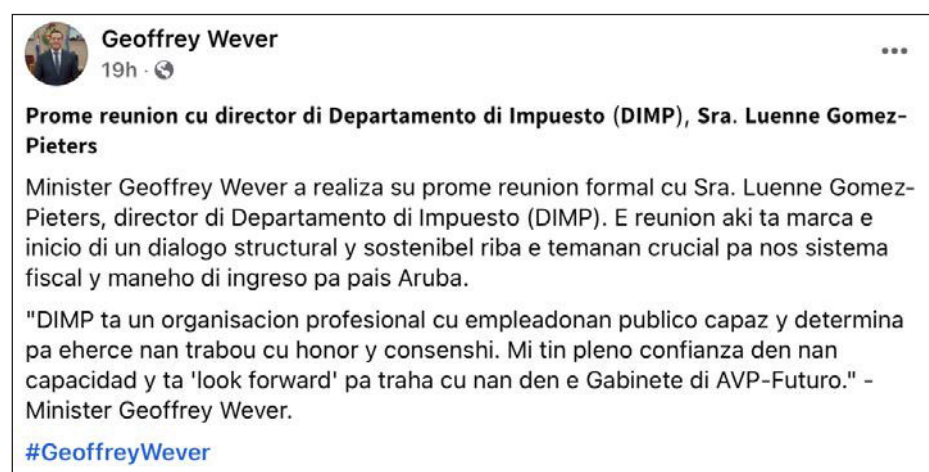 Geoffrey Wever
19h ·
Prome reunion cu director di Departamento di Impuesto (DIMP), Sra. Luenne Gomez-
Pieters
Minister Geoffrey Wever a realiza su prome reunion formal cu Sra. Luenne Gomez-
Pieters, director di Departamento di Impuesto (DIMP). E reunion aki ta marca e
inicio di un dialogo structural y sostenibel riba e temanan crucial pa nos sistema
fiscal y maneho di ingreso pa pais Aruba.
"DIMP ta un organisacion profesional cu empleadonan publico capaz y determina
pa eherce nan trabou cu honor y consenshi. Mi tin pleno confianza den nan
capacidad y ta 'look forward' pa traha cu nan den e Gabinete di AVP-Futuro." -
Minister Geoffrey Wever.
#GeoffreyWever